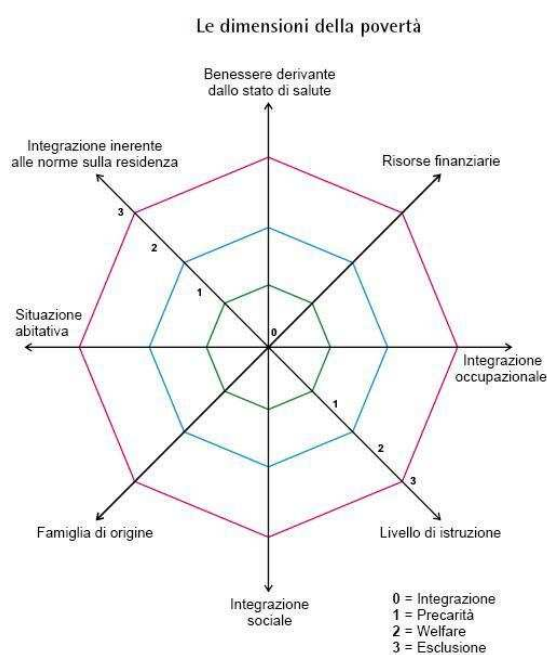 Le dimensioni della povertà
Benessere derivante
dallo stato di salute
Integrazione inerente
alle norme sulla residenza
Risorse finanziarie
3
2
1
0
Situazione
abitativa
Integrazione
occupazionale
1
2
3
Famiglia di origine
Livello di istruzione
Integrazione
sociale
0 = Integrazione
1 = Precarità
2 = Welfare
3 = Esclusione